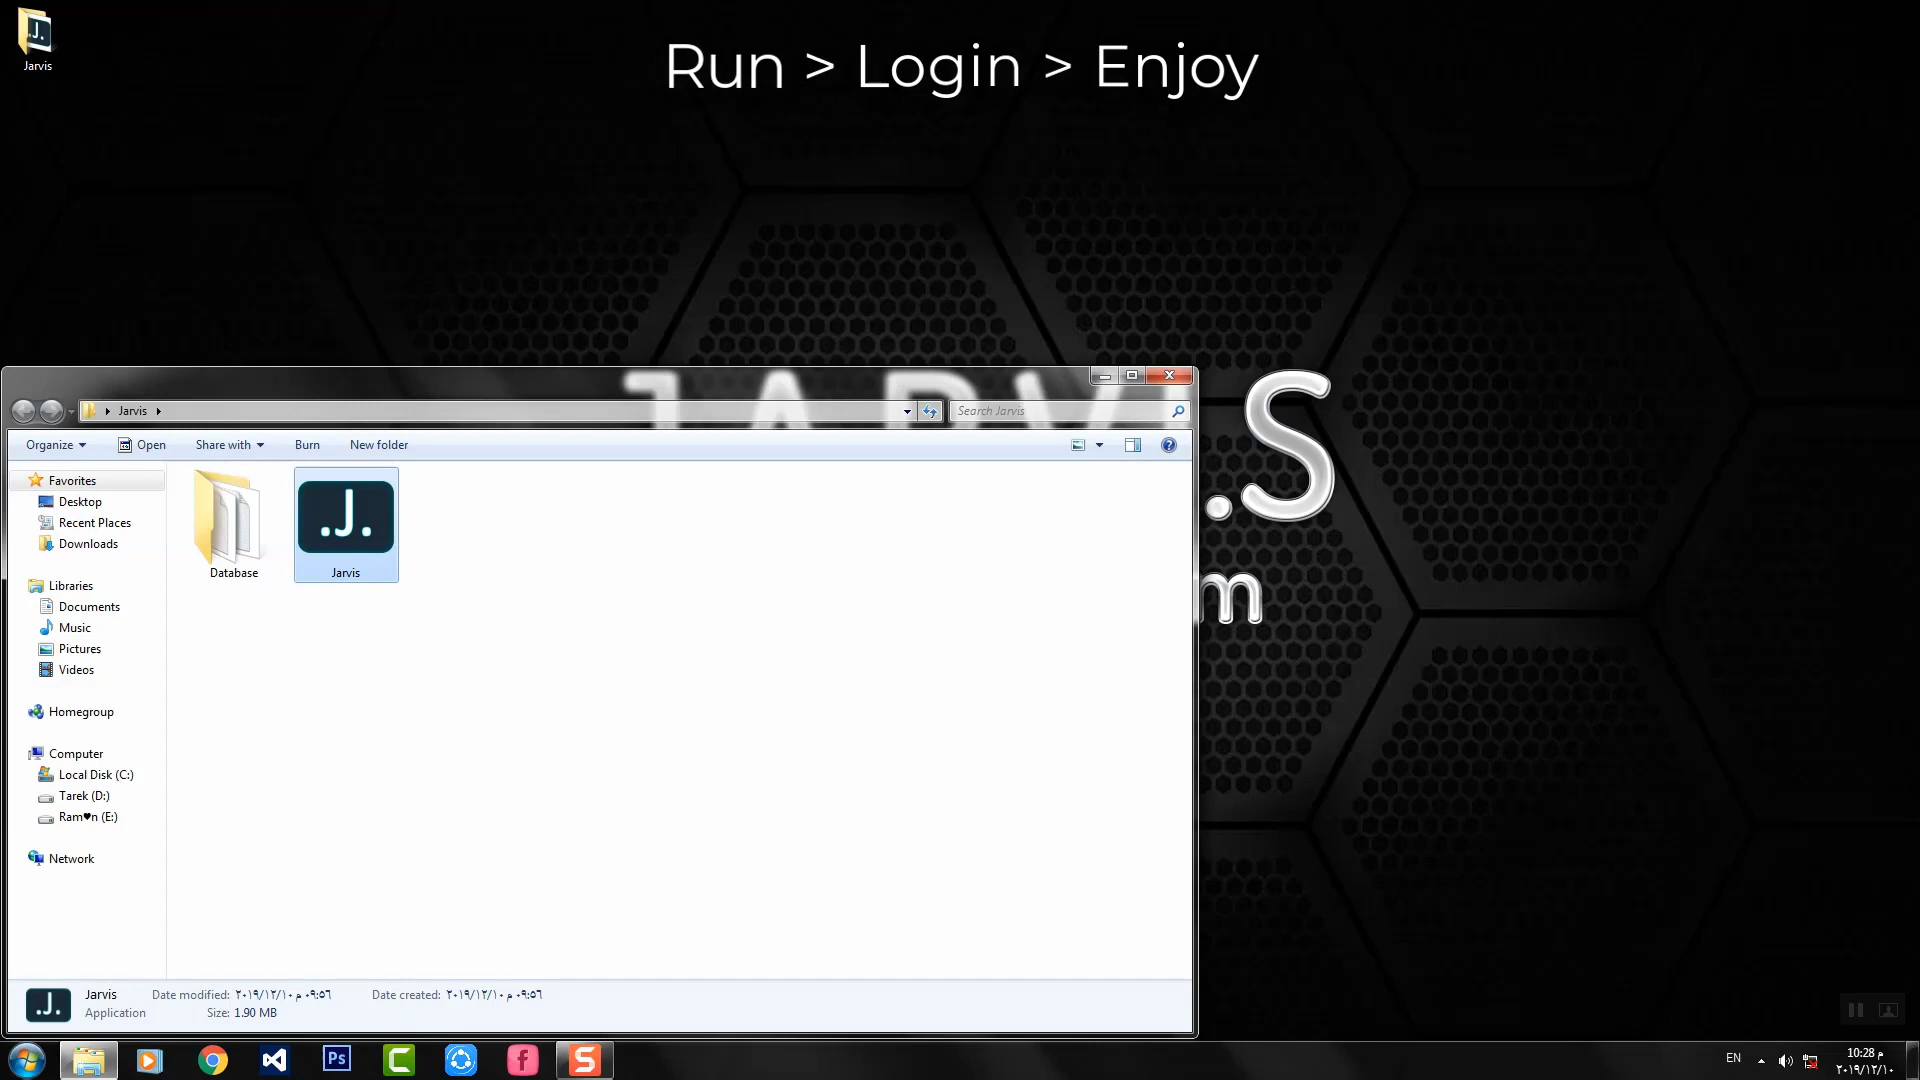 Jarvis
Run > Login > Enjoy
Jarvis
Search Jarvis
Organize
Open
Share with
Burn
New folder
.S
m
Favorites
Desktop
Recent Places
Downloads
Libraries
Documents
Music
Pictures
Videos
Homegroup
Computer
Local Disk (C:)
Tarek (D:)
Ram♥n (E:)
Network
Database
.J.
Jarvis
.J.
Jarvis
Date modified: ٢٠١٩/١٢/١٠ م ٠٩:٥٦
Date created: ٢٠١٩/١٢/١٠ م ٠٩:٥٦
Application
Size: 1.90 MB
Ps
C
f
S
EN
10:28 م
٢٠١٩/١٢/١٠